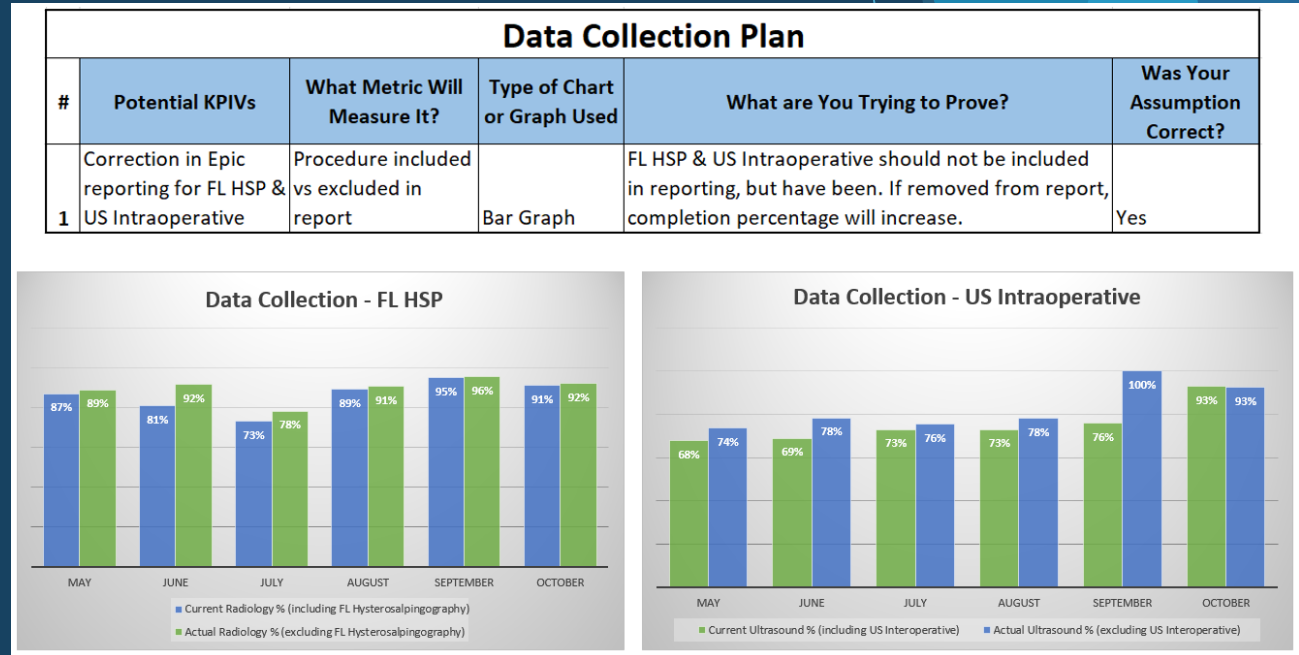 Data Collection Plan
#
Potential KPIVs
What Metric Will
Measure It?
Type of Chart
or Graph Used
What are You Trying to Prove?
Was Your
Assumption
Correct?
1
Correction in Epic
reporting for FL HSP &
US Intraoperative
Procedure included
vs excluded in
report
Bar Graph
FL HSP & US Intraoperative should not be included
in reporting, but have been. If removed from report,
completion percentage will increase.
Yes
Data Collection - FL HSP
87%
89%
81%
92%
73%
78%
89%
91%
95%
96%
91%
92%
MAY
JUNE
JULY
AUGUST
SEPTEMBER
OCTOBER
Current Radiology % (including FL Hysterosalpingography)
Actual Radiology % (excluding FL Hysterosalpingography)
Data Collection - US Intraoperative
68%
74%
69%
78%
73%
76%
73%
78%
76%
100%
93%
93%
MAY
JUNE
JULY
AUGUST
SEPTEMBER
OCTOBER
Current Ultrasound % (including US Interoperative)
Actual Ultrasound % (excluding US Interoperative)